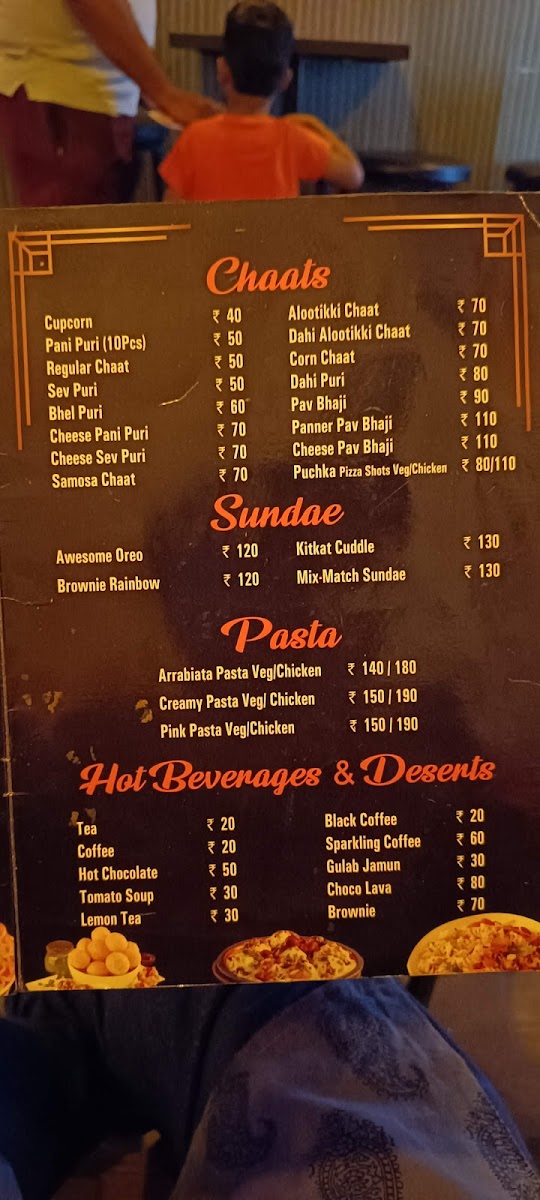 Chaats
Cupcorn ₹ 40
Pani Puri (10Pcs) ₹ 50
Regular Chaat ₹ 50
Sev Puri ₹ 50
Bhel Puri ₹ 60
Cheese Pani Puri ₹ 70
Cheese Sev Puri ₹ 70
Samosa Chaat ₹ 70
Alootikki Chaat ₹ 70
Dahi Alootikki Chaat ₹ 70
Corn Chaat ₹ 70
Dahi Puri ₹ 80
Pav Bhaji ₹ 90
Panner Pav Bhaji ₹ 110
Cheese Pav Bhaji ₹ 110
Puchka Pizza Shots Veg/Chicken ₹ 80/110
Sundae
Awesome Oreo ₹ 120
Brownie Rainbow ₹ 120
Kitkat Cuddle ₹ 130
Mix-Match Sundae ₹ 130
Pasta
Arrabiata Pasta Veg/Chicken ₹ 140 / 180
Creamy Pasta Veg/ Chicken ₹ 150 / 190
Pink Pasta Veg/Chicken ₹ 150 / 190
Hot Beverages & Deserts
Tea ₹ 20
Coffee ₹ 20
Hot Chocolate ₹ 50
Tomato Soup ₹ 30
Lemon Tea ₹ 30
Black Coffee ₹ 20
Sparkling Coffee ₹ 60
Gulab Jamun ₹ 30
Choco Lava ₹ 80
Brownie ₹ 70